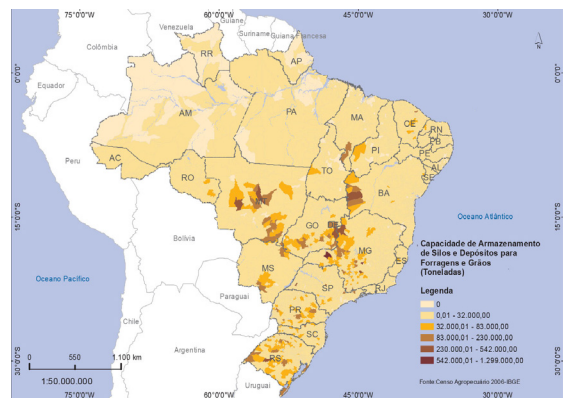 75°0'0"W
60°0'0"W
45°0'0"W
30°0'0"W
Venezuela
Guiane
Suriname
Guiana Francesa
Colômbia
N
RR
AP
0°0'0"
0°0'0"
Equador
AM
PA
MA
CE
RN
PB
PE
AL
SE
PI
AC
TO
Peru
RO
BA
MT
15°0'0"S
15°0'0"S
Oceano Atlântico
GO
DF
Bolívia
MG
ES
MS
Capacidade de Armazenamento
de Silos e Depósitos para
Forragens e Grãos
(Toneladas)
Oceano Pacífico
SP
RJ
Paraguai
Legenda
0
0,01 - 32.000,00
32.000,01 - 83.000,00
83.000,01 - 230.000,00
230.000,01 - 542.000,00
542.000,01 - 1.299.000,00
PR
Chile
SC
Argentina
RS
30°0'0"S
30°0'0"S
0
550
1.100 km
Fonte:Censo Agropecuário 2006-IBGE
1:50.000.000
Uruguai
75°0'0"W
60°0'0"W
45°0'0"W
30°0'0"W